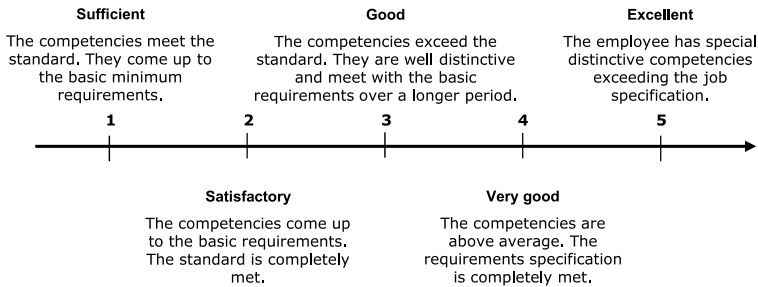 Sufficient
The competencies meet the
standard. They come up to
the basic minimum
requirements.
Good
The competencies exceed the
standard. They are well distinctive
and meet with the basic
requirements over a longer period.
Excellent
The employee has special
distinctive competencies
exceeding the job
specification.
1 2 3 4 5
Satisfactory
The competencies come up
to the basic requirements.
The standard is completely
met.
Very good
The competencies are
above average. The
requirements specification
is completely met.